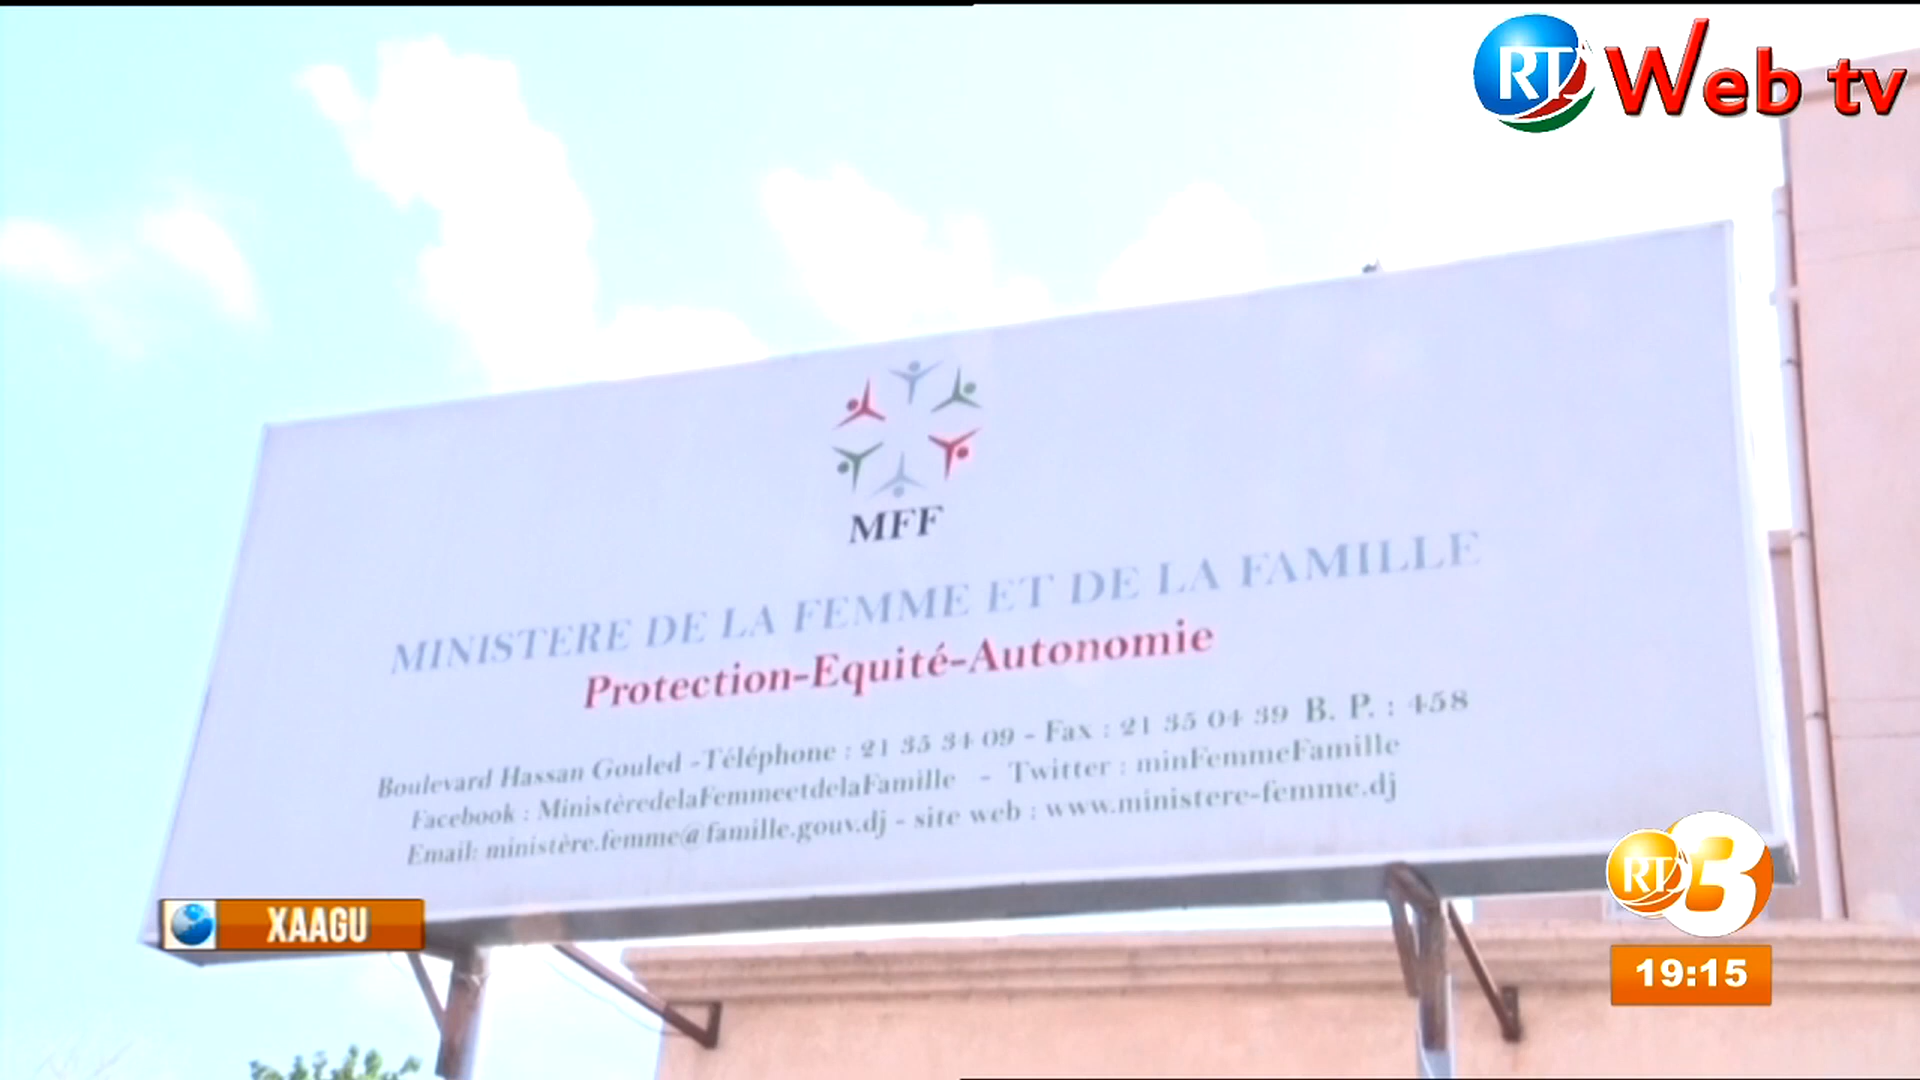 RT Web tv
MFF
MINISTERE DE LA FEMME ET DE LA FAMILLE
Protection-Equité-Autonomie
Boulevard Hassan Gouled -Téléphone : 21 35 34 09 - Fax : 21 35 04 39 B. P. : 458
Facebook : MinistèredelaFemmeetdelaFamille - Twitter : minFemmeFamille
Email: ministère.femme@famille.gouv.dj - site web : www.ministere-femme.dj
XAAGU
RT 3
19:15